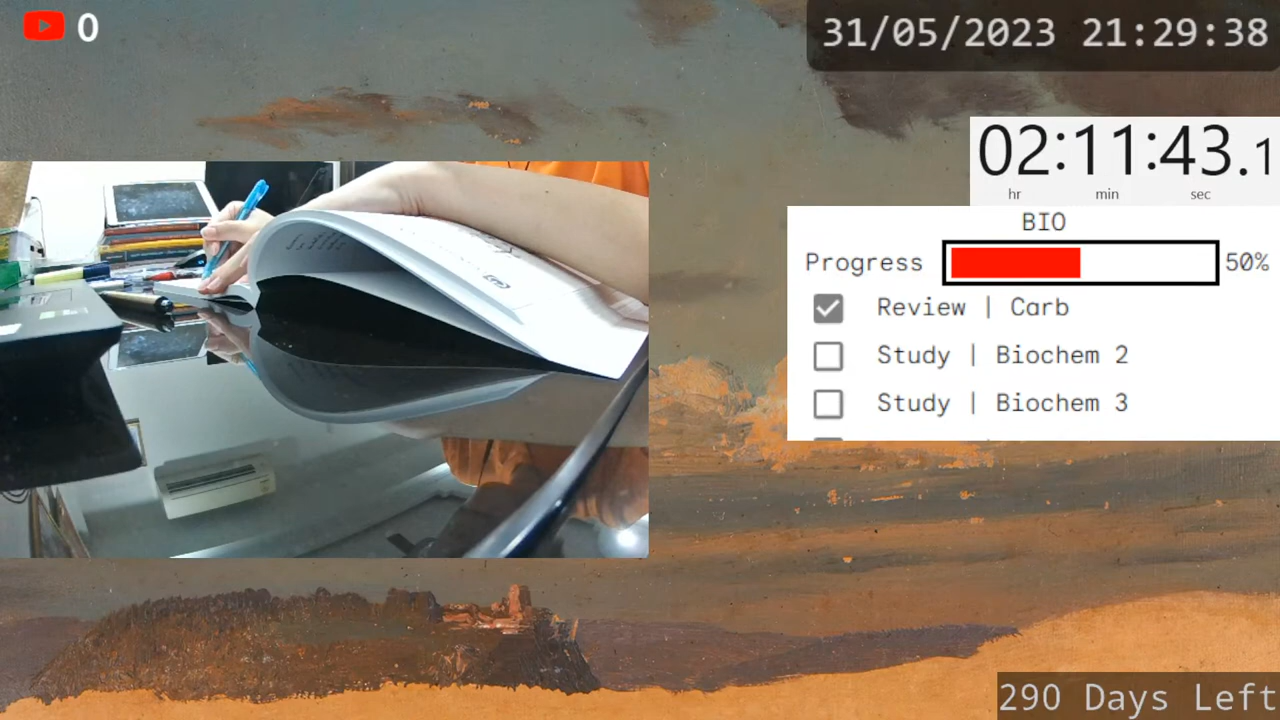 0
31/05/2023 21:29:38
02:11:43.1
hr min sec
BIO
Progress 50%
Review | Carb
Study | Biochem 2
Study | Biochem 3
290 Days Left